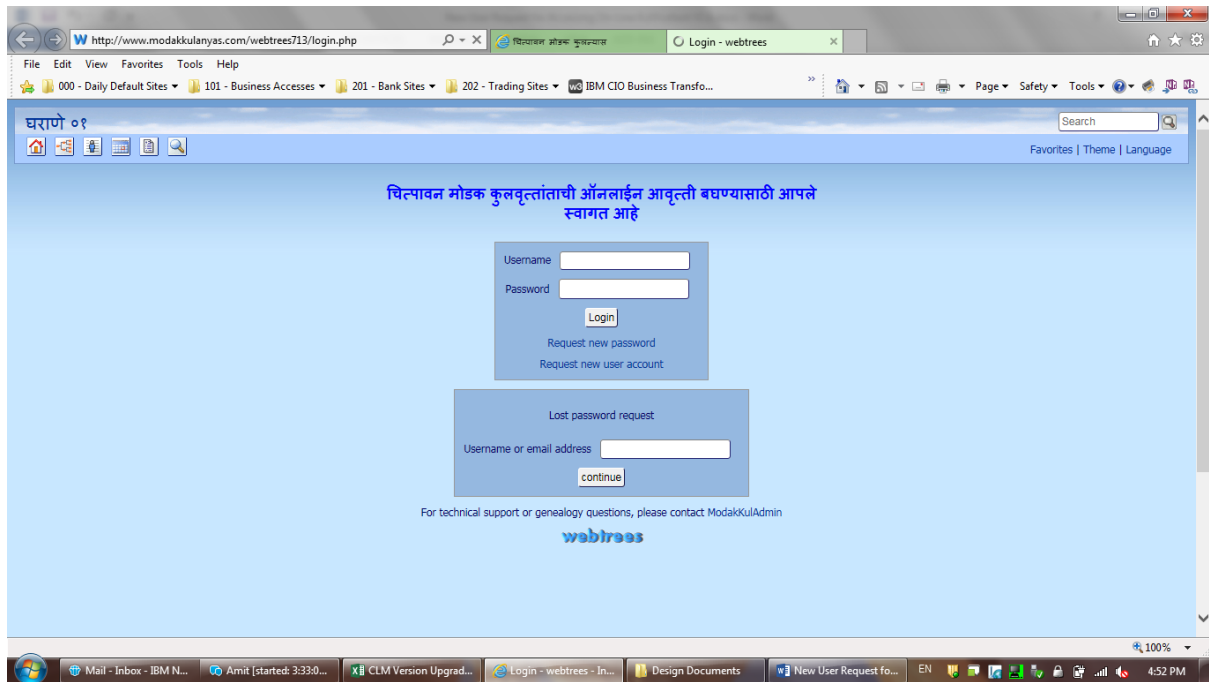 http://www.modakkulanyas.com/webtrees713/login.php
चित्पावन मोडक कुलन्यास
Login - webtrees
File Edit View Favorites Tools Help
000 - Daily Default Sites 101 - Business Accesses 201 - Bank Sites 202 - Trading Sites w3 IBM CIO Business Transfo... » Page Safety Tools
घराणे ०१
Search
Favorites | Theme | Language
चित्पावन मोडक कुलवृत्तांताची ऑनलाईन आवृत्ती बघण्यासाठी आपले
स्वागत आहे
Username
Password
Login
Request new password
Request new user account
Lost password request
Username or email address
continue
For technical support or genealogy questions, please contact ModakKulAdmin
webtrees
100%
Mail - Inbox - IBM N... Amit [started: 3:33:0... CLM Version Upgrad... Login - webtrees - In... Design Documents New User Request fo... EN 4:52 PM